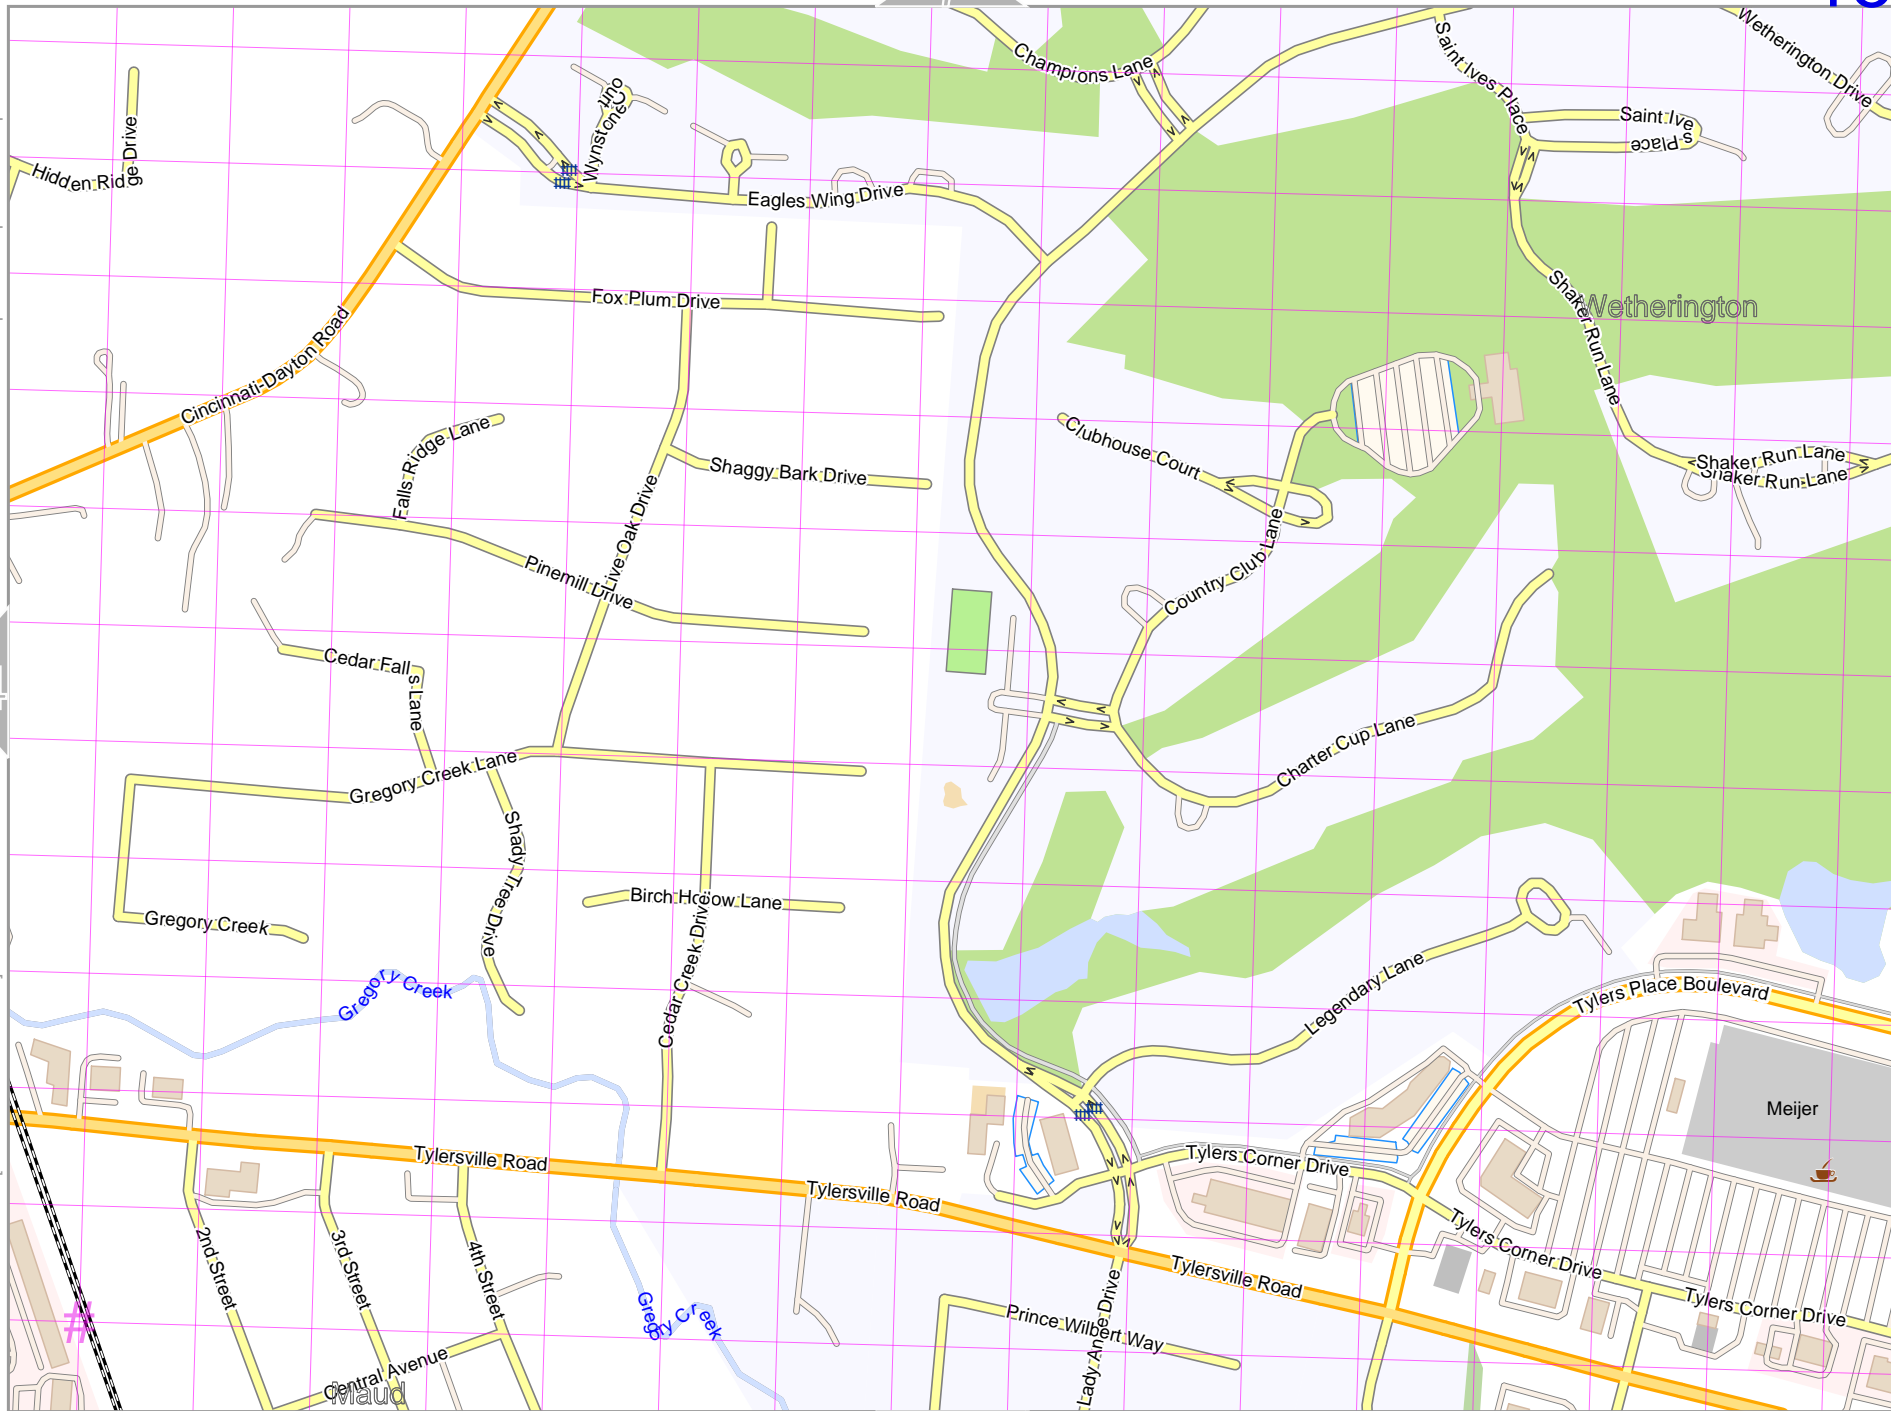 Champions Lane
Saint Ives Place
Wetherington Drive
Wynstone Court
Saint Ives Place
Hidden Ridge Drive
Eagles Wing Drive
Fox Plum Drive
Shaker Run Lane
Wetherington
Cincinnati-Dayton Road
Falls Ridge Lane
Clubhouse Court
Shaggy Bark Drive
Shaker Run Lane
Shaker Run Lane
Live Oak Drive
Pinemill Drive
Country Club Lane
Cedar Falls Lane
Charter Cup Lane
Gregory Creek Lane
Shady Tree Drive
Birch Hollow Lane
Gregory Creek
Cedar Creek Drive
Gregory Creek
Legendary Lane
Tylers Place Boulevard
Meijer
Tylersville Road
Tylers Corner Drive
Tylersville Road
2nd Street
3rd Street
4th Street
Tylers Corner Drive
Tylersville Road
Lady Anne Drive
Gregory Creek
Prince Wilbert Way
Tylers Corner Drive
#
Central Avenue
Maud